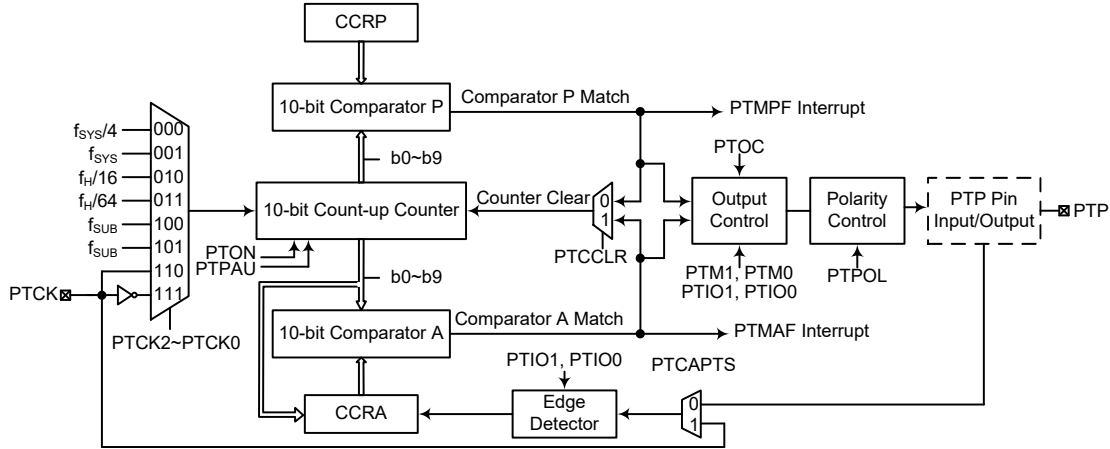 CCRP
10-bit Comparator P
Comparator P Match
PTMPF Interrupt
fSYS/4
000
fSYS
001
fH/16
010
fH/64
011
fSUB
100
fSUB
101
110
111
PTCK
PTCK2~PTCK0
b0~b9
10-bit Count-up Counter
PTON
PTPAU
Counter Clear
0
1
PTCCLR
PTOC
Output
Control
PTM1, PTM0
PTIO1, PTIO0
Polarity
Control
PTPOL
PTP Pin
Input/Output
PTP
b0~b9
10-bit Comparator A
Comparator A Match
PTMAF Interrupt
PTIO1, PTIO0
PTCAPTS
CCRA
Edge
Detector
0
1